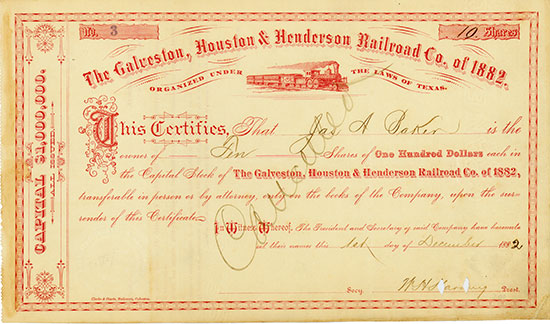 No. 3
10 Shares
The Galveston, Houston & Henderson Railroad Co. of 1882.
ORGANIZED UNDER THE LAWS OF TEXAS.
CAPITAL $1,000,000.
This Certifies, That Jas A Baker is the
owner of Ten Shares of One Hundred Dollars each in
the Capital Stock of The Galveston, Houston & Henderson Railroad Co. of 1882,
transferable in person or by attorney, only on the books of the Company, upon the sur-
render of this Certificate.
Cancelled
In Witness Whereof, The President and Secretary of said Company have hereunto
set their names this 1st day of December 1882
Secy. W. H. Prest.